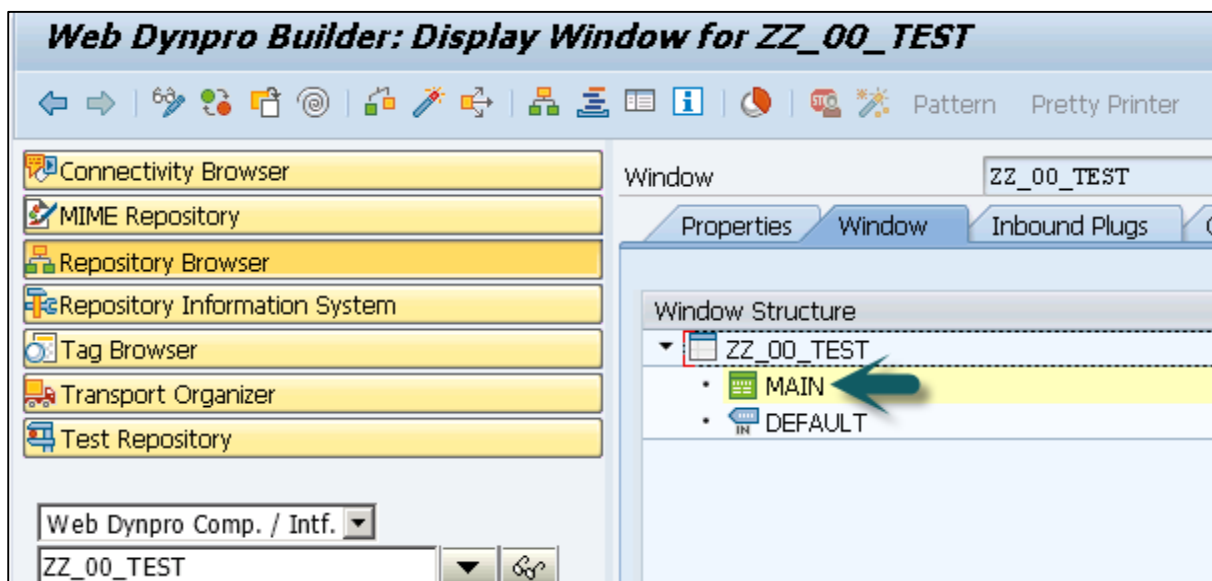 Web Dynpro Builder: Display Window for ZZ_00_TEST
Pattern Pretty Printer
Connectivity Browser
MIME Repository
Repository Browser
Repository Information System
Tag Browser
Transport Organizer
Test Repository
Web Dynpro Comp. / Intf.
ZZ_00_TEST
Window ZZ_00_TEST
Properties Window Inbound Plugs
Window Structure
ZZ_00_TEST
MAIN
IN DEFAULT